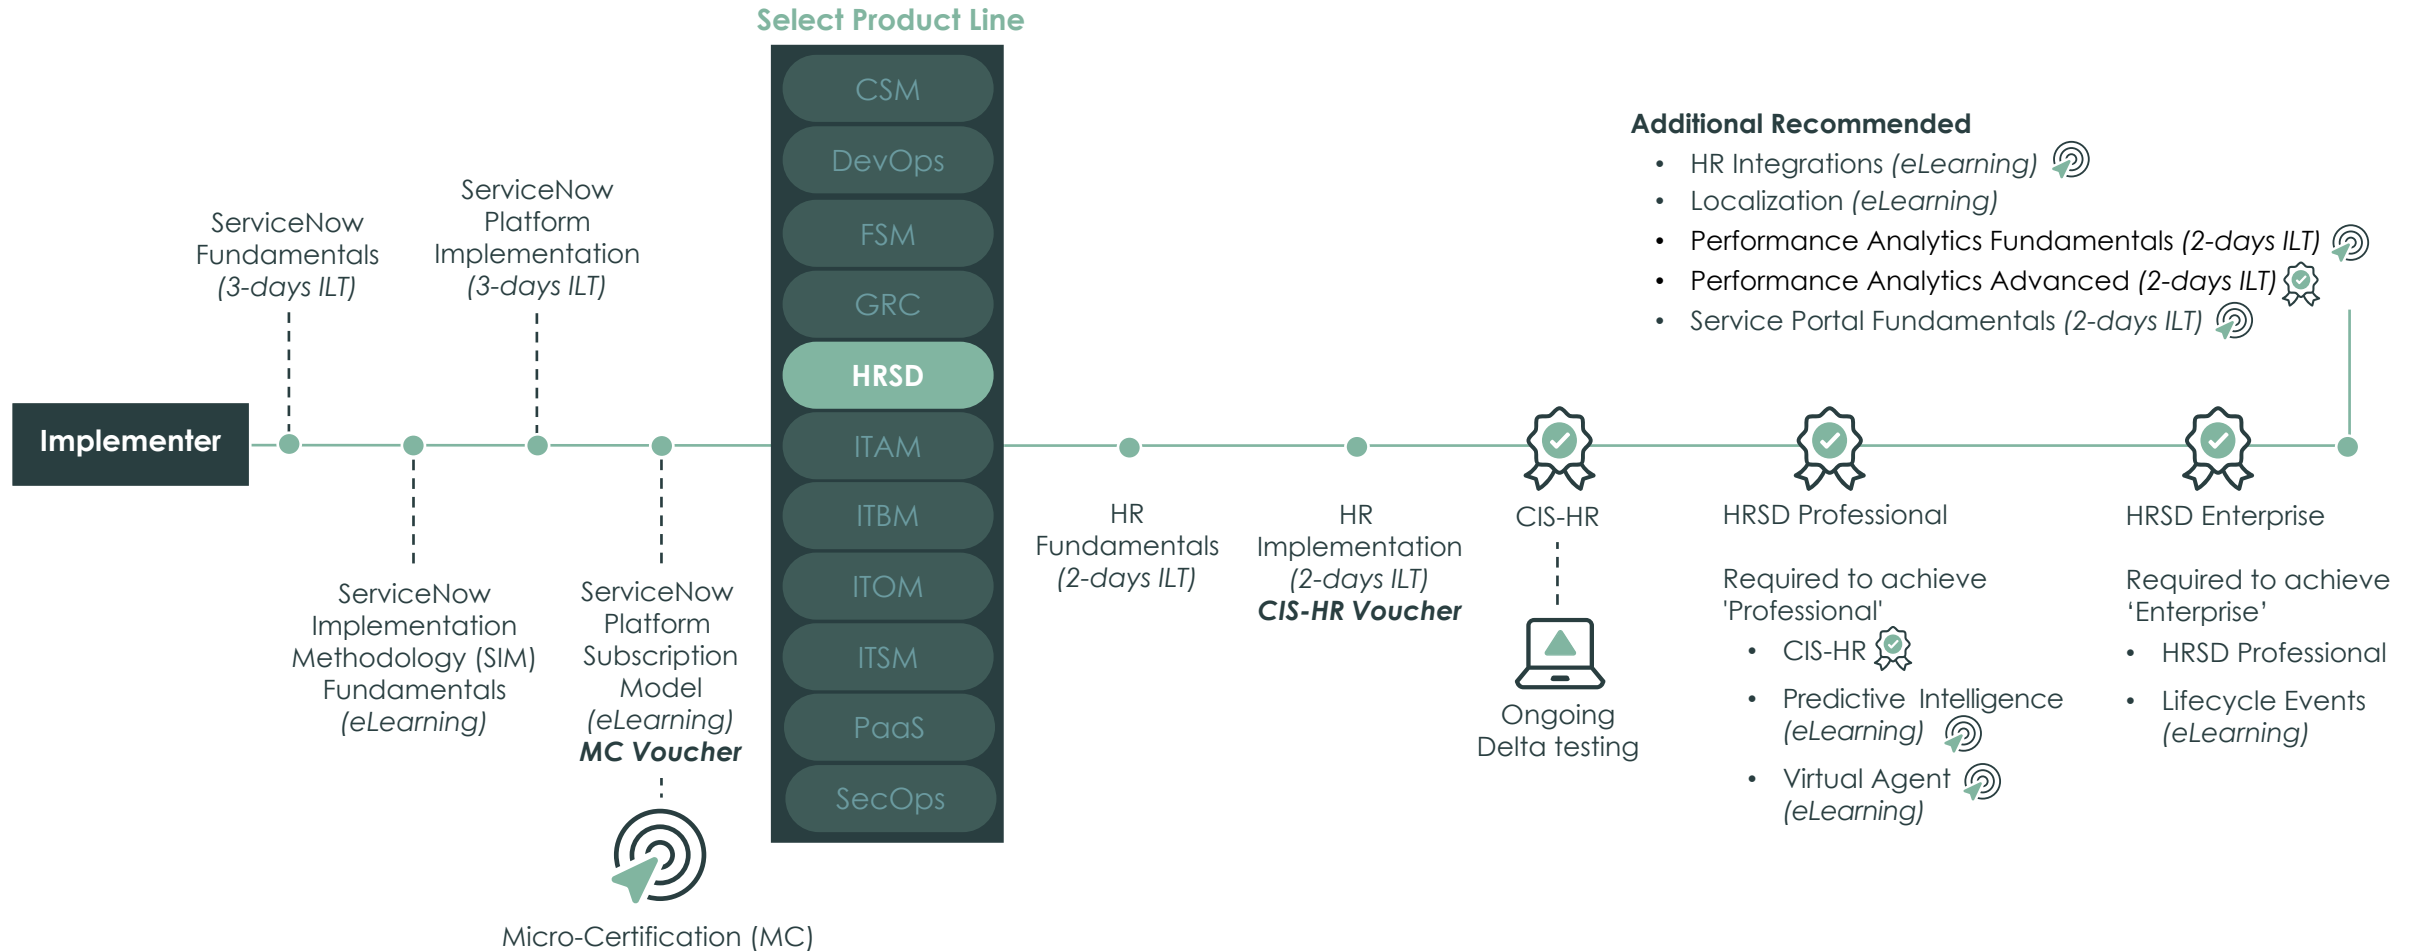 Select Product Line
CSM
DevOps
FSM
GRC
HRSD
ITAM
ITBM
ITOM
ITSM
PaaS
SecOps
Implementer
ServiceNow
Fundamentals
(3-days ILT)
ServiceNow
Implementation
Methodology (SIM)
Fundamentals
(eLearning)
ServiceNow
Platform
Implementation
(3-days ILT)
ServiceNow
Platform
Subscription
Model
(eLearning)
MC Voucher
Micro-Certification (MC)
HR
Fundamentals
(2-days ILT)
HR
Implementation
(2-days ILT)
CIS-HR Voucher
CIS-HR
Ongoing
Delta testing
HRSD Professional
Required to achieve
'Professional'
• CIS-HR
• Predictive Intelligence
(eLearning)
• Virtual Agent
(eLearning)
HRSD Enterprise
Required to achieve
‘Enterprise’
• HRSD Professional
• Lifecycle Events
(eLearning)
Additional Recommended
• HR Integrations (eLearning)
• Localization (eLearning)
• Performance Analytics Fundamentals (2-days ILT)
• Performance Analytics Advanced (2-days ILT)
• Service Portal Fundamentals (2-days ILT)